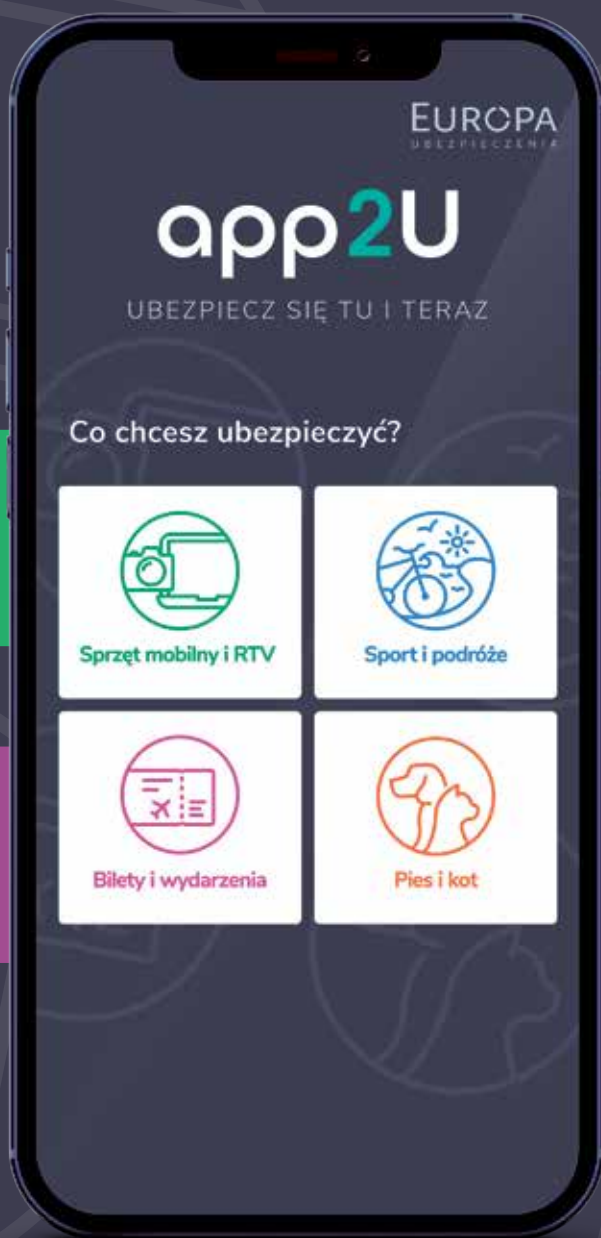 EUROPA
UBEZPIECZENIA
app2U
UBEZPIECZ SIĘ TU I TERAZ
Co chcesz ubezpieczyć?
Sprzęt mobilny i RTV
Sport i podróże
Bilety i wydarzenia
Pies i kot